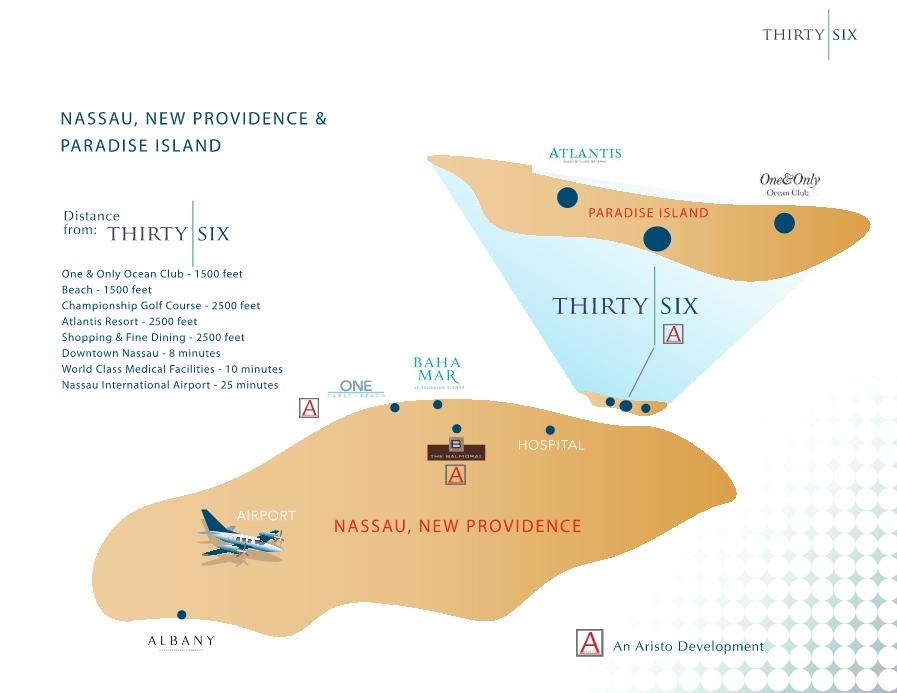 THIRTY SIX
NASSAU, NEW PROVIDENCE &
PARADISE ISLAND
ATLANTIS
One&Only
Ocean Club
PARADISE ISLAND
Distance
from: THIRTY SIX
One & Only Ocean Club - 1500 feet
Beach - 1500 feet
Championship Golf Course - 2500 feet
Atlantis Resort - 2500 feet
Shopping & Fine Dining - 2500 feet
Downtown Nassau - 8 minutes
World Class Medical Facilities - 10 minutes
Nassau International Airport - 25 minutes
THIRTY SIX
A
BAHA
MAR
ONE
CABLE BEACH
A
B
THE BALMORAL
A
HOSPITAL
AIRPORT
NASSAU, NEW PROVIDENCE
ALBANY
A An Aristo Development